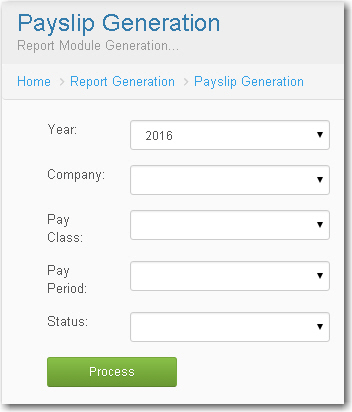 Payslip Generation
Report Module Generation...
Home > Report Generation > Payslip Generation
Year: 2016
Company:
Pay
Class:
Pay
Period:
Status:
Process